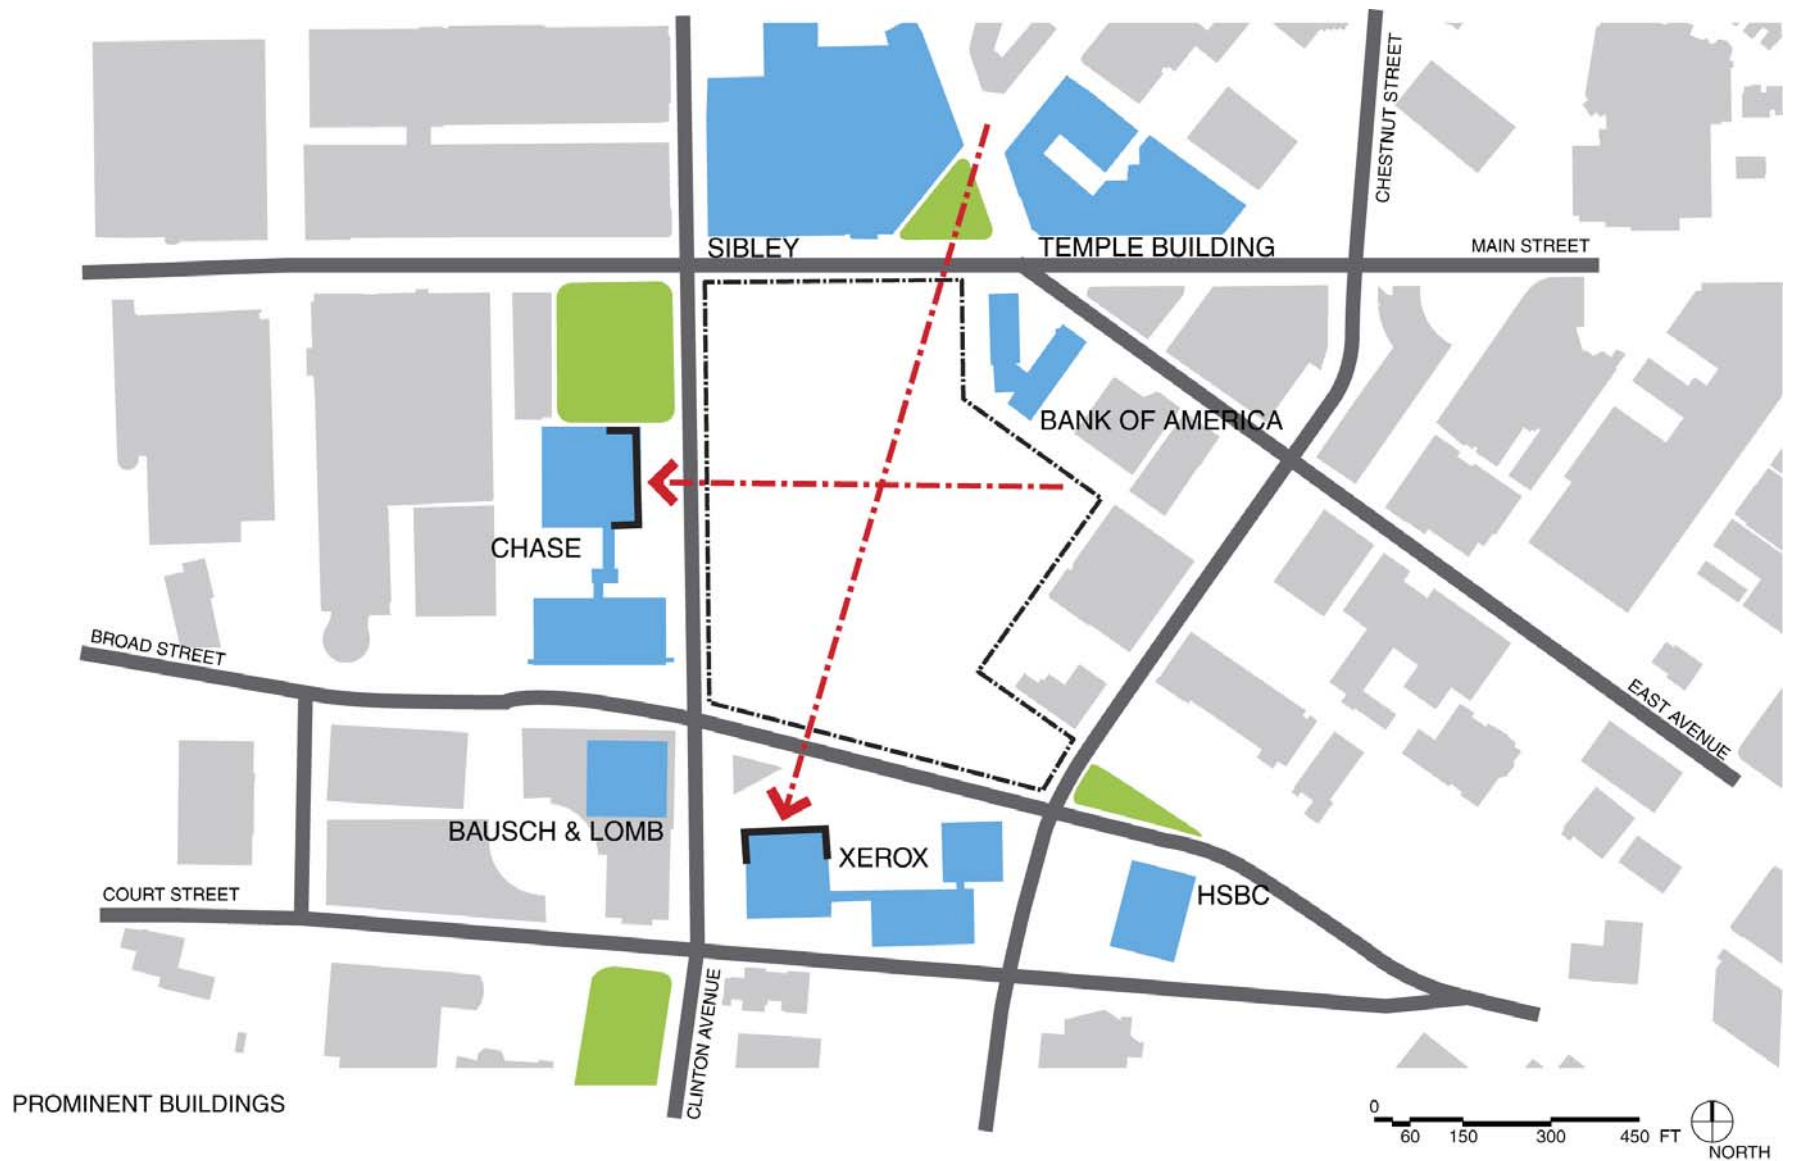 CHESTNUT STREET
SIBLEY
TEMPLE BUILDING
MAIN STREET
BANK OF AMERICA
CHASE
BROAD STREET
EAST AVENUE
BAUSCH & LOMB
XEROX
HSBC
COURT STREET
CLINTON AVENUE
PROMINENT BUILDINGS
0
60 150 300 450 FT
NORTH